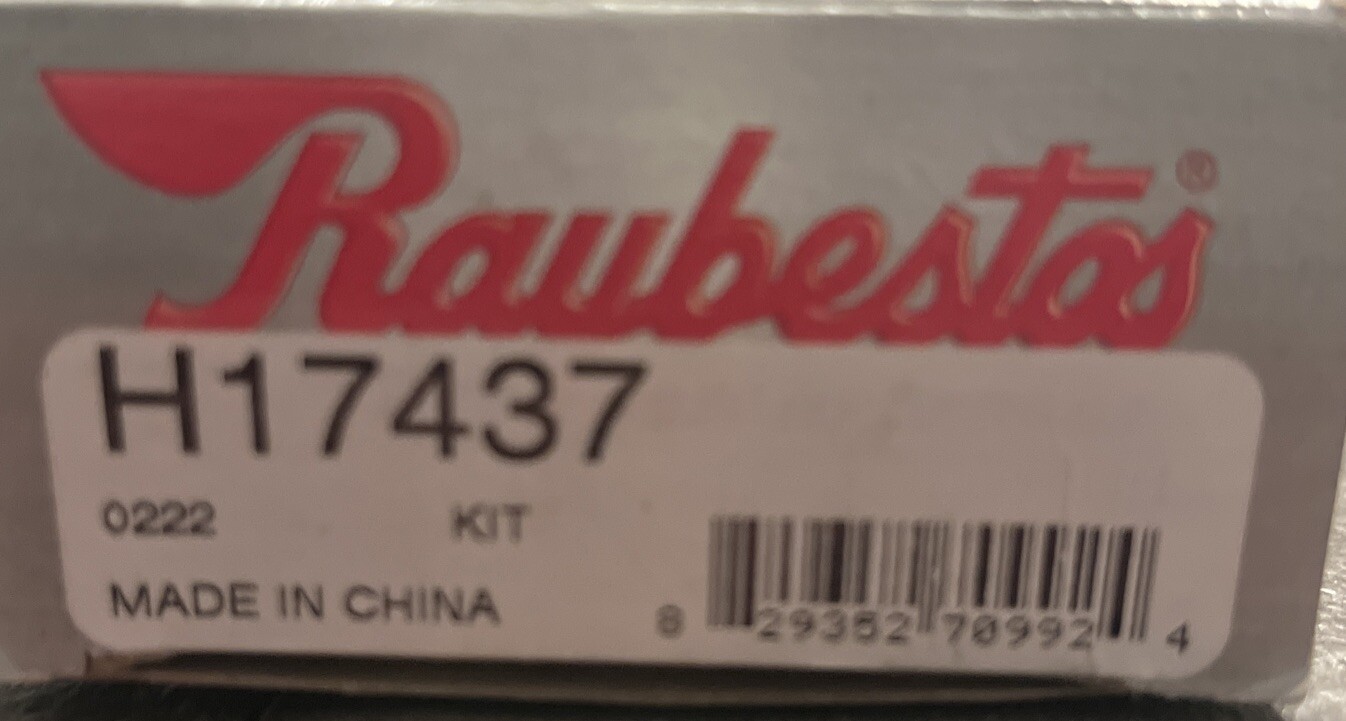 Raybestos®
H17437
0222 KIT
MADE IN CHINA
8 29352 70992 4